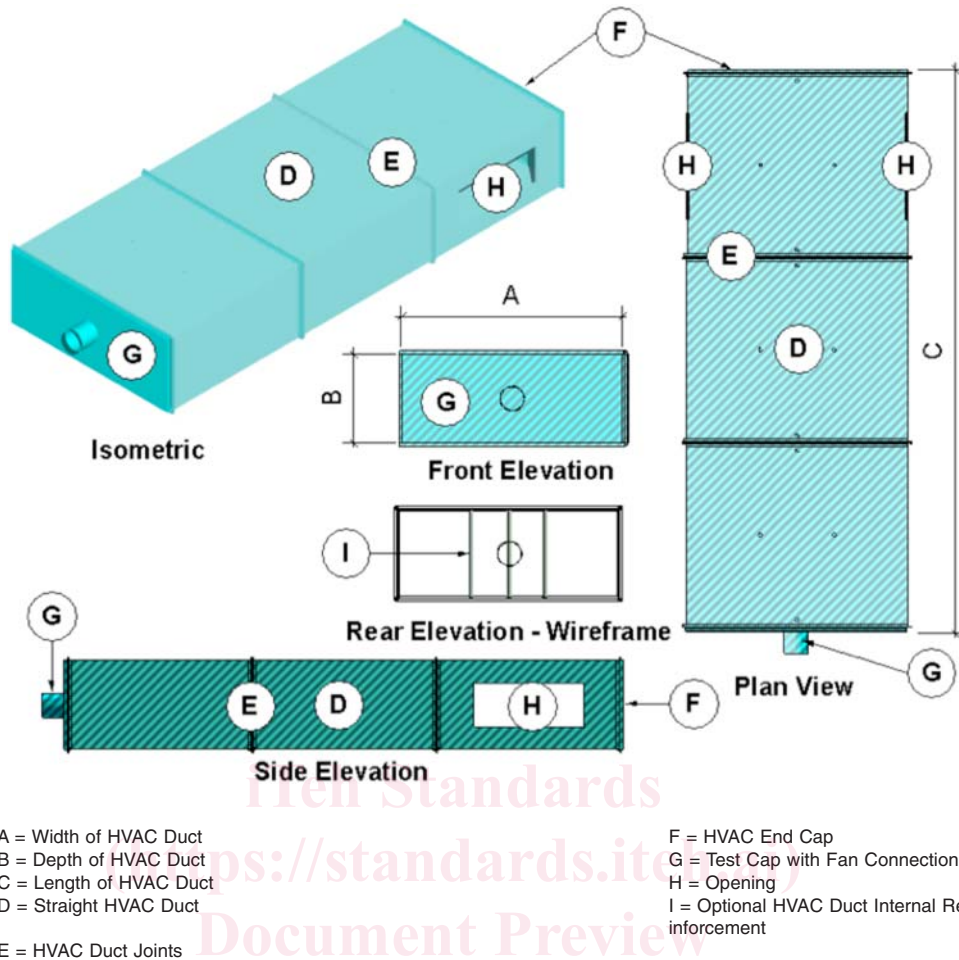 F
H
H
D
E
H
E
G
A
D
C
B
G
Isometric
Front Elevation
I
Rear Elevation - Wireframe
G
G
Plan View
E
D
H
F
Side Elevation
iTeh Standards
A = Width of HVAC Duct
B = Depth of HVAC Duct
C = Length of HVAC Duct
D = Straight HVAC Duct
E = HVAC Duct Joints
F = HVAC End Cap
G = Test Cap with Fan Connection
H = Opening
I = Optional HVAC Duct Internal Re
inforcement
(https://standards.iteh.ai)
Document Preview